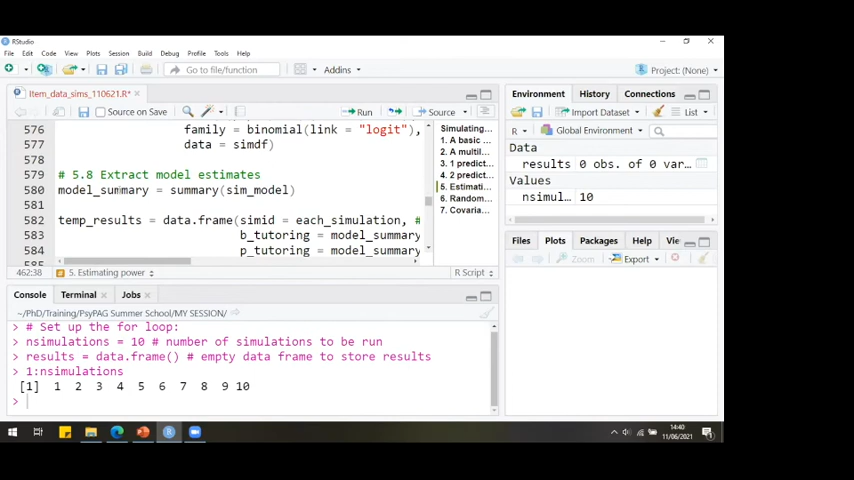 RStudio
File Edit Code View Plots Session Build Debug Profile Tools Help
Go to file/function
Addins
Project: (None)
Item_data_sims_110621.R*
Source on Save
Run
Source
576 family = binomial(link = "logit"),
577 data = simdf)
578
579 # 5.8 Extract model estimates
580 model_summary = summary(sim_model)
581
582 temp_results = data.frame(simid = each_simulation, #
583 b_tutoring = model_summary
584 p_tutoring = model_summary
585
Simulating...
1. A basic ...
2. A multil...
3. 1 predict...
4. 2 predict...
5. Estimati...
6. Random...
7. Covaria...
462:38
5. Estimating power
R Script
Console Terminal Jobs
~/PhD/Training/PsyPAG Summer School/MY SESSION/
> # Set up the for loop:
> nsimulations = 10 # number of simulations to be run
> results = data.frame() # empty data frame to store results
> 1:nsimulations
[1] 1 2 3 4 5 6 7 8 9 10
>
Environment History Connections
Import Dataset
List
R
Global Environment
Data
results 0 obs. of 0 var...
Values
nsimul... 10
Files Plots Packages Help Vie
Zoom Export
14:40
11/06/2021